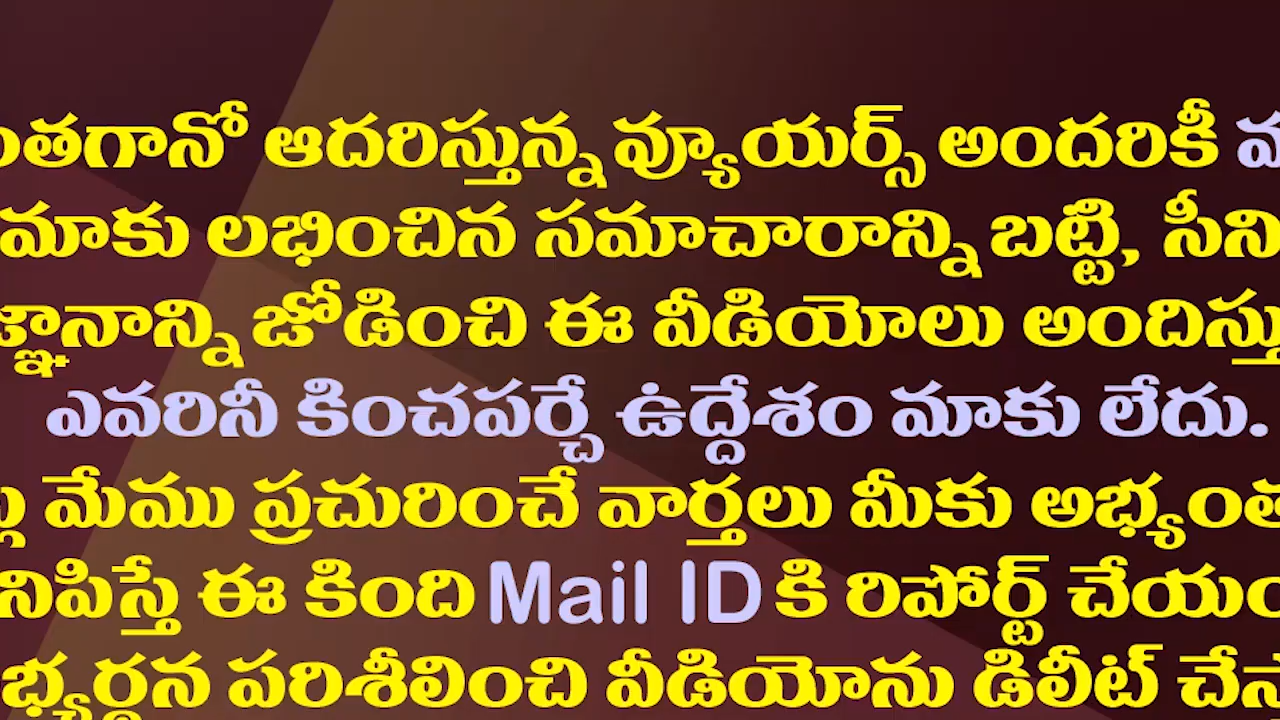 ంతగానో ఆదరిస్తున్న వ్యూయర్స్ అందరికీ
మాకు లభించిన సమాచారాన్ని బట్టి, సీని
జ్ఞానాన్ని జోడించి ఈ వీడియోలు అందిస్తు
ఎవరినీ కించపర్చే ఉద్దేశం మాకు లేదు.
మేము ప్రచురించే వార్తలు మీకు అభ్యంత
నిపిస్తే ఈ కింది Mail ID కి రిపోర్ట్ చేయం
భ్యర్థన పరిశీలించి వీడియోను డిలీట్ చేస